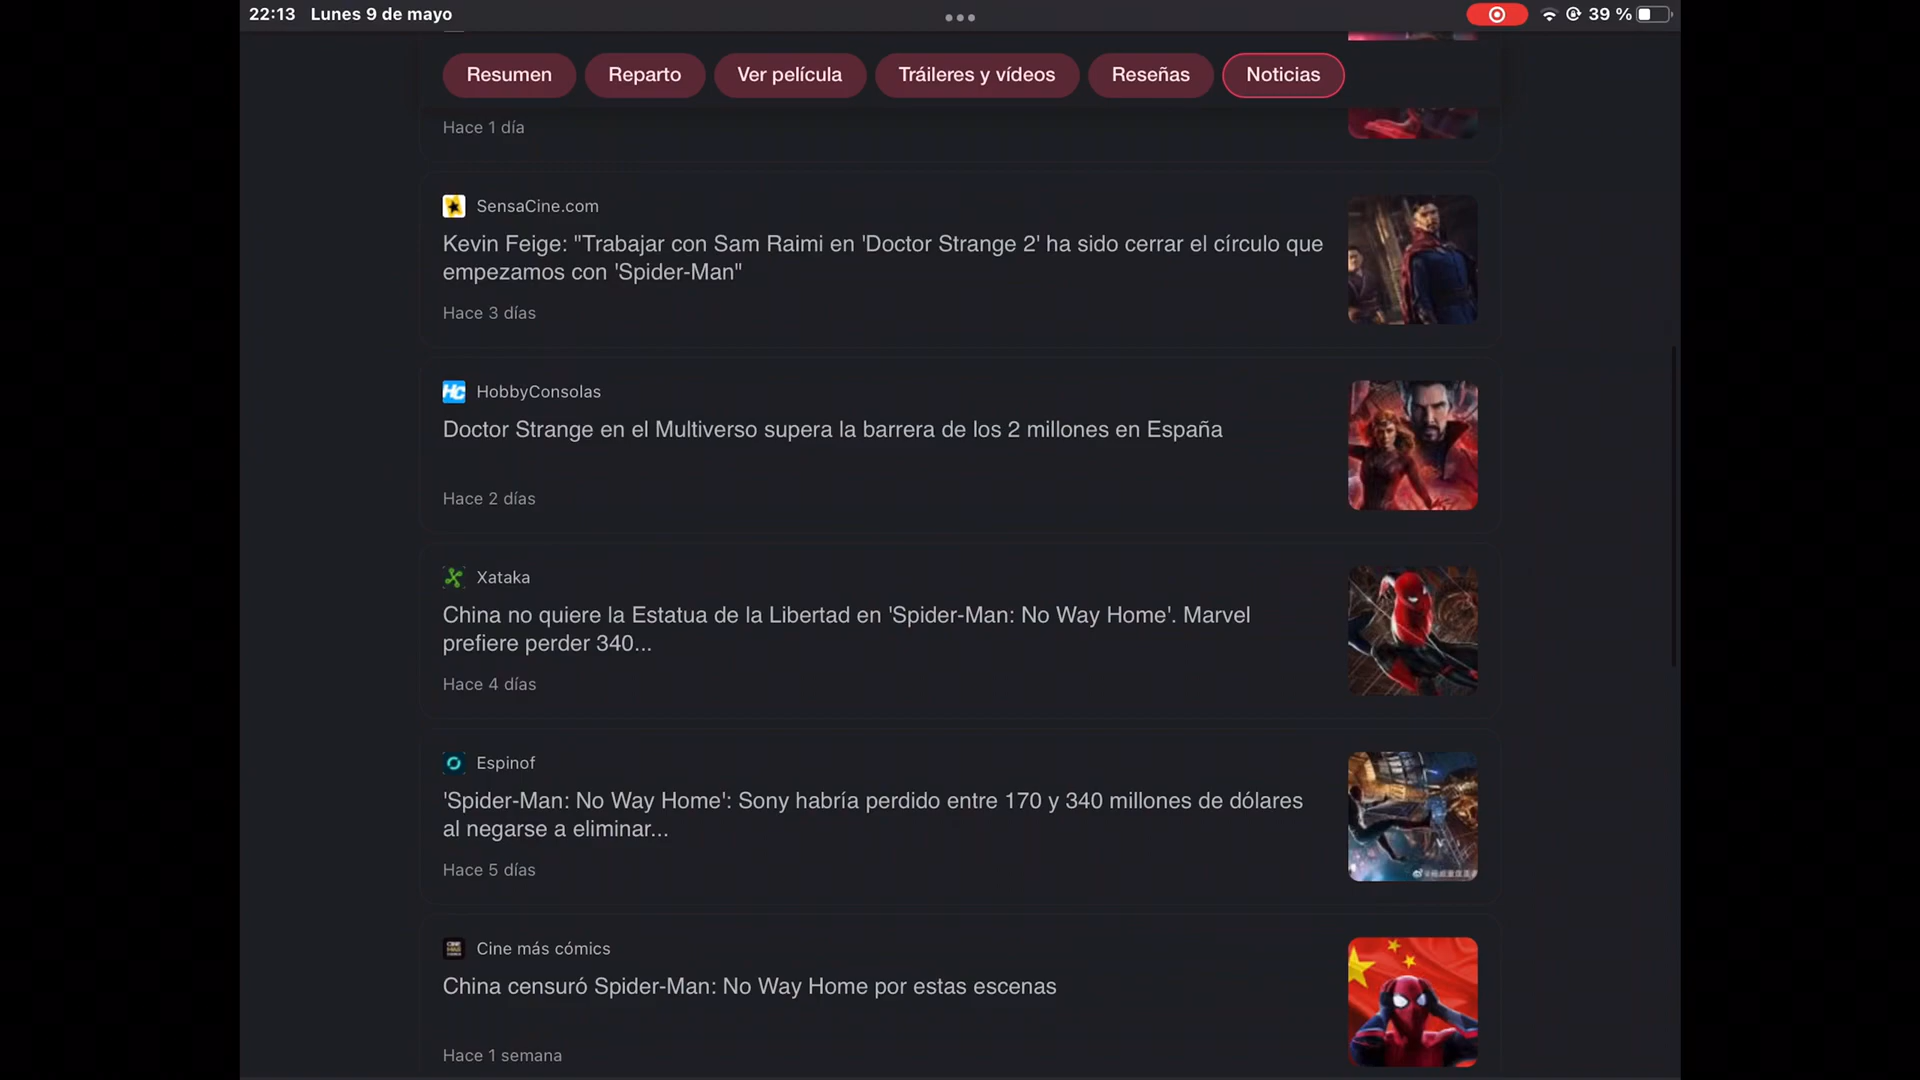 22:13 Lunes 9 de mayo
39 %
Resumen
Reparto
Ver película
Tráileres y vídeos
Reseñas
Noticias
Hace 1 día
SensaCine.com
Kevin Feige: "Trabajar con Sam Raimi en 'Doctor Strange 2' ha sido cerrar el círculo que
empezamos con 'Spider-Man"
Hace 3 días
HC HobbyConsolas
Doctor Strange en el Multiverso supera la barrera de los 2 millones en España
Hace 2 días
Xataka
China no quiere la Estatua de la Libertad en 'Spider-Man: No Way Home'. Marvel
prefiere perder 340...
Hace 4 días
Espinof
'Spider-Man: No Way Home': Sony habría perdido entre 170 y 340 millones de dólares
al negarse a eliminar...
Hace 5 días
Cine más cómics
China censuró Spider-Man: No Way Home por estas escenas
Hace 1 semana